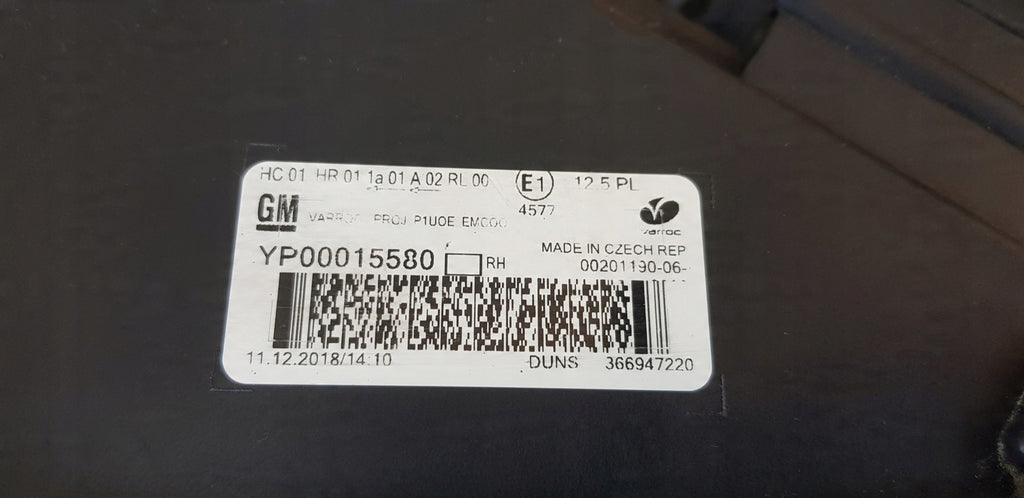 HC 01 HR 01 1a 01 A 02 RL 00 E1 12.5 PL
4577
GM PROJ P1UOE
varroc
YP00015580 RH
MADE IN CZECH REP
00201190-06-
11.12.2018/14:10 DUNS 366947220